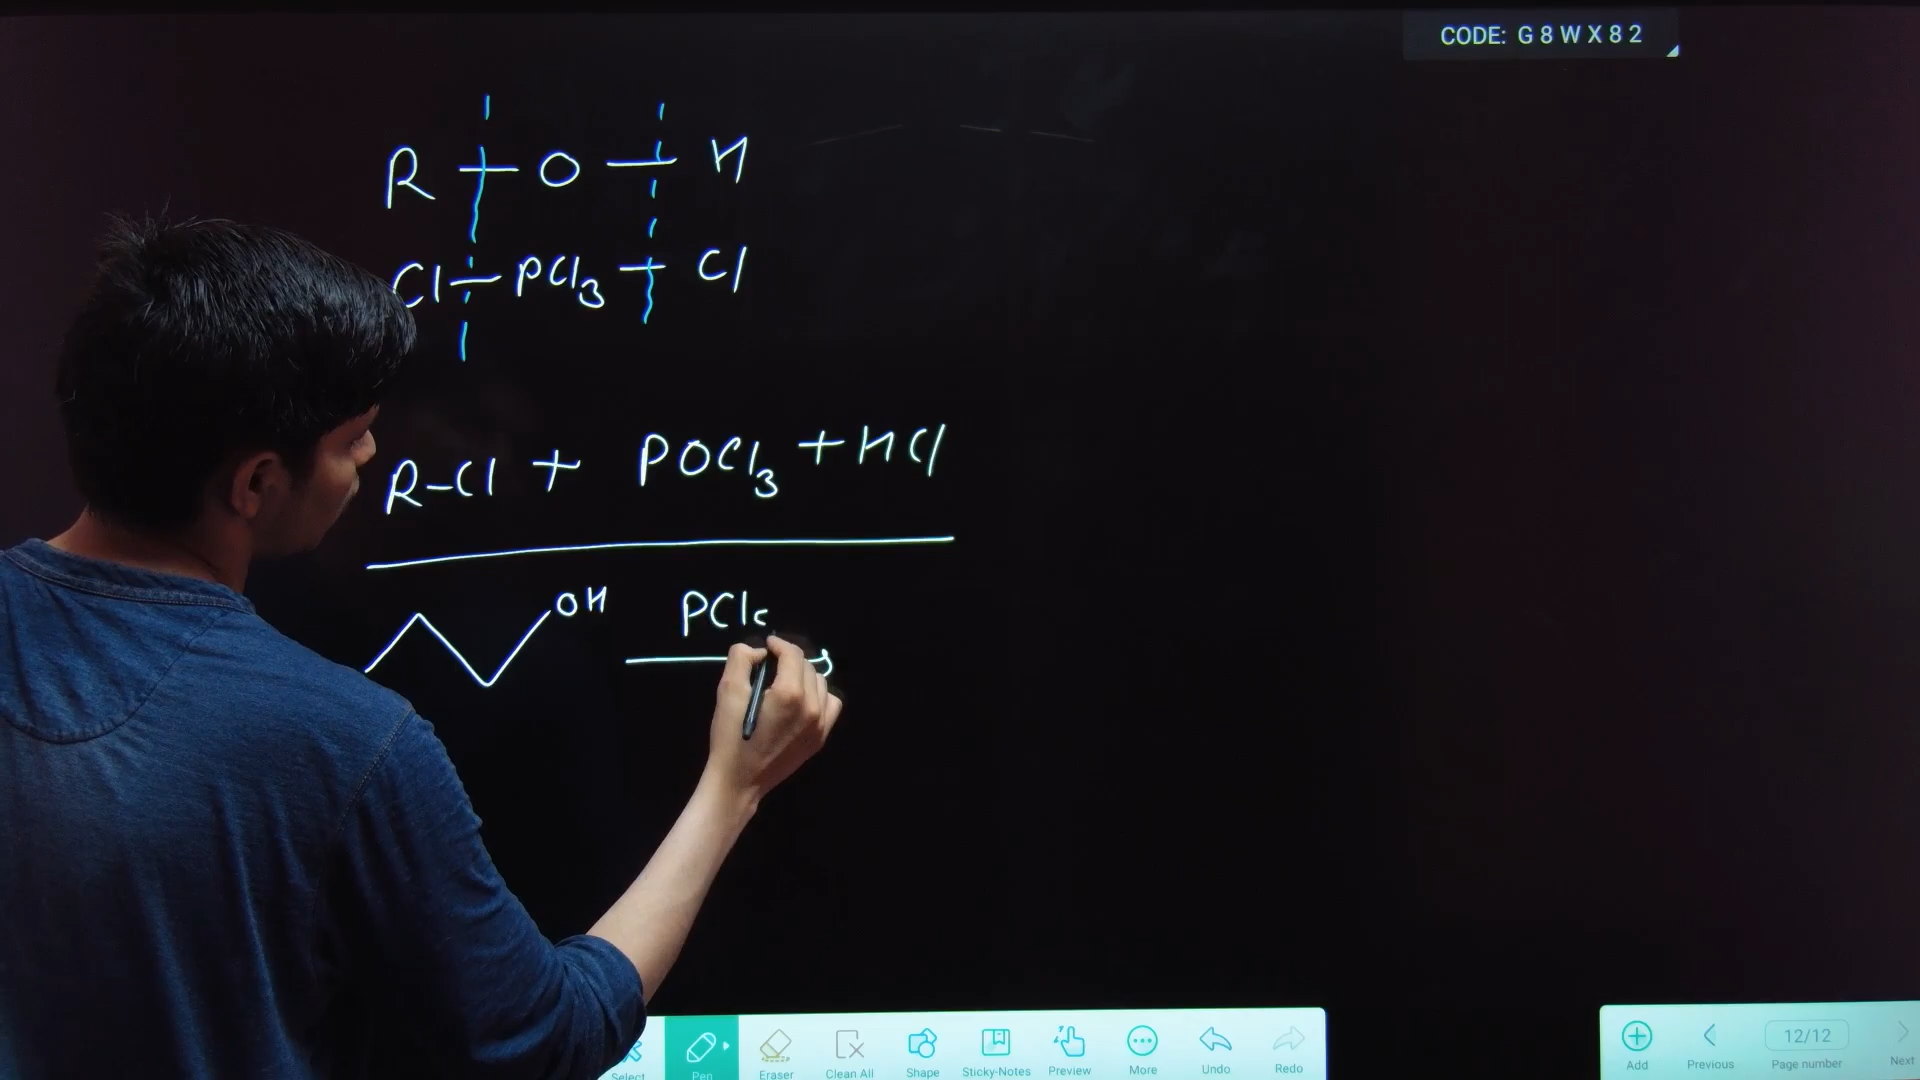 CODE: G8WX82
R - O - H
Cl - PCl3 - Cl
R-Cl + POCl3 + HCl
OH PCl
Select Pen Eraser Clean All Shape Sticky-Notes Preview More Undo Redo
Add Previous 12/12 Page number Next